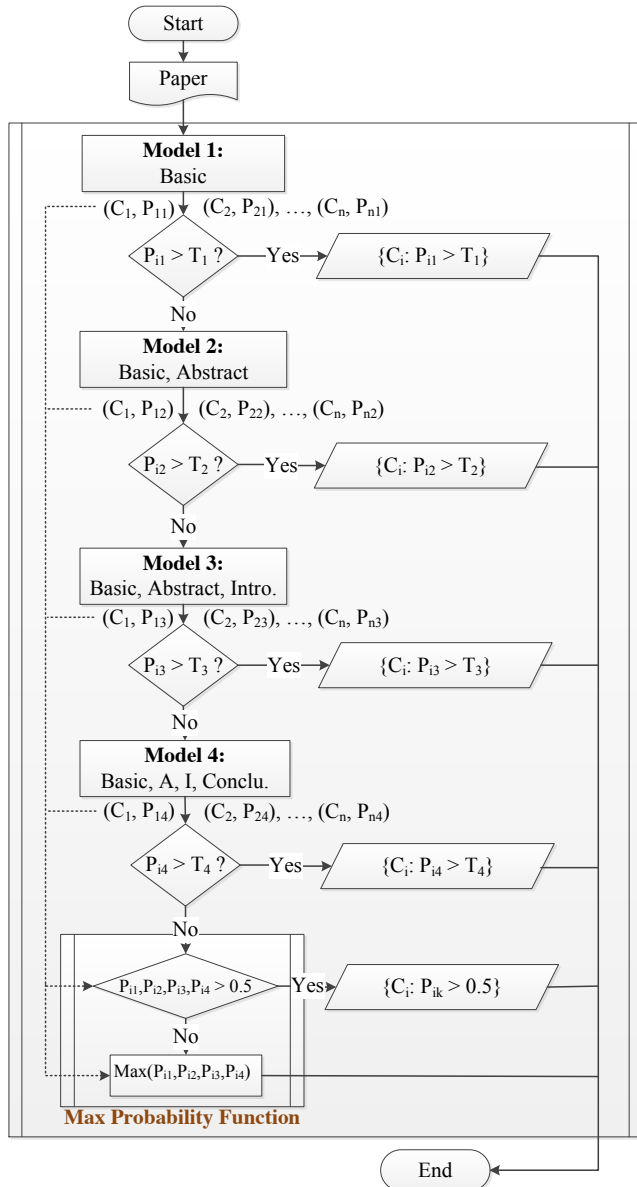 Start
Paper
Model 1:
Basic
(C₁, P₁₁) (C₂, P₂₁), …, (Cₙ, Pₙ₁)
Pᵢ₁ > T₁ ? Yes {Cᵢ: Pᵢ₁ > T₁}
No
Model 2:
Basic, Abstract
(C₁, P₁₂) (C₂, P₂₂), …, (Cₙ, Pₙ₂)
Pᵢ₂ > T₂ ? Yes {Cᵢ: Pᵢ₂ > T₂}
No
Model 3:
Basic, Abstract, Intro.
(C₁, P₁₃) (C₂, P₂₃), …, (Cₙ, Pₙ₃)
Pᵢ₃ > T₃ ? Yes {Cᵢ: Pᵢ₃ > T₃}
No
Model 4:
Basic, A, I, Conclu.
(C₁, P₁₄) (C₂, P₂₄), …, (Cₙ, Pₙ₄)
Pᵢ₄ > T₄ ? Yes {Cᵢ: Pᵢ₄ > T₄}
No
Pᵢ₁,Pᵢ₂,Pᵢ₃,Pᵢ₄ > 0.5 Yes {Cᵢ: Pᵢₖ > 0.5}
No
Max(Pᵢ₁,Pᵢ₂,Pᵢ₃,Pᵢ₄)
Max Probability Function
End